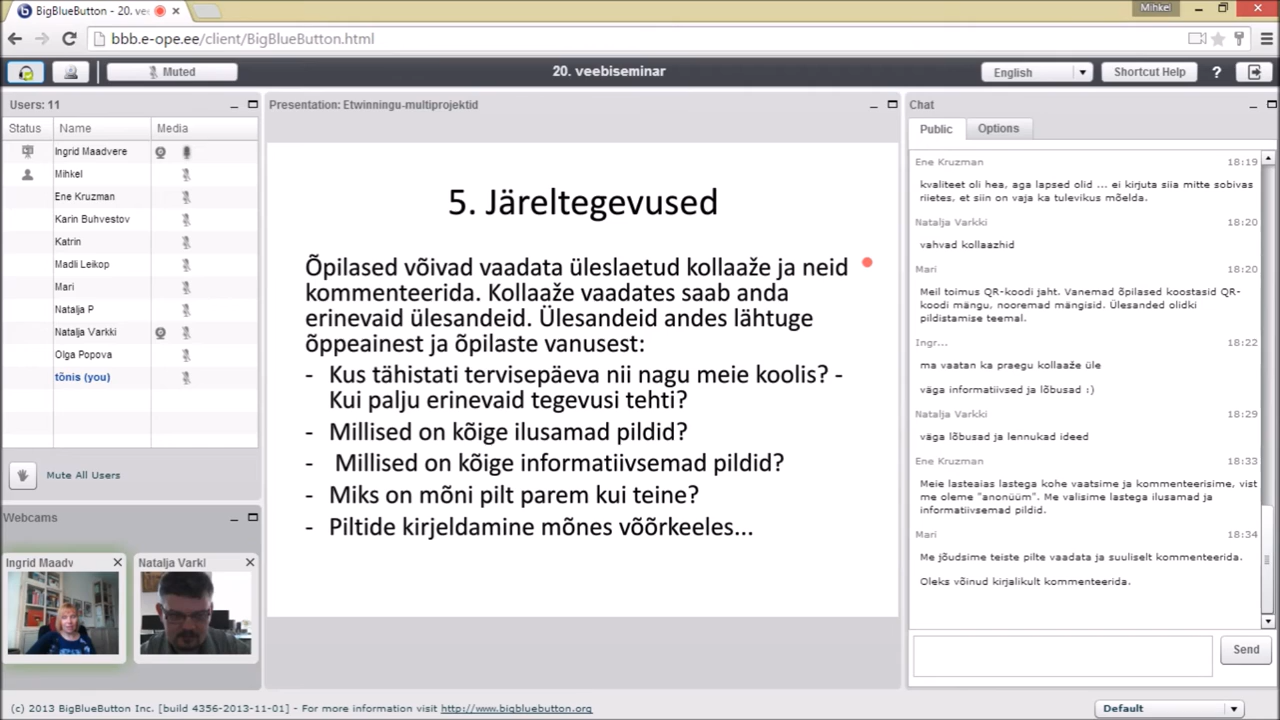 BigBlueButton - 20. vee
Mihkel
bbb.e-ope.ee/client/BigBlueButton.html
Muted
20. veebiseminar
English
Shortcut Help
?
Users: 11
Status Name Media
Ingrid Maadvere
Mihkel
Ene Kruzman
Karin Buhvestov
Katrin
Madli Leikop
Mari
Natalja P
Natalja Varkki
Olga Popova
tõnis (you)
Mute All Users
Webcams
Ingrid Maadv
Natalja Varkl
Presentation: Etwinningu-multiprojektid
5. Järeltegevused
Õpilased võivad vaadata üleslaetud kollaaže ja neid
kommenteerida. Kollaaže vaadates saab anda
erinevaid ülesandeid. Ülesandeid andes lähtuge
õppeainest ja õpilaste vanusest:
- Kus tähistati tervisepäeva nii nagu meie koolis? -
Kui palju erinevaid tegevusi tehti?
- Millised on kõige ilusamad pildid?
- Millised on kõige informatiivsemad pildid?
- Miks on mõni pilt parem kui teine?
- Piltide kirjeldamine mõnes võõrkeeles...
Chat
Public Options
Ene Kruzman 18:19
kvaliteet oli hea, aga lapsed olid ... ei kirjuta siia mitte sobivas
riietes, et siin on vaja ka tulevikus mõelda.
Natalja Varkki 18:20
vahvad kollaazhid
Mari 18:20
Meil toimus QR-koodi jaht. Vanemad õpilased koostasid QR-
koodi mängu, nooremad mängisid. Ülesanded olidki
pildistamise teemal.
Ingr... 18:22
ma vaatan ka praegu kollaaže üle
väga informatiivsed ja lõbusad :)
Natalja Varkki 18:29
väga lõbusad ja lennukad ideed
Ene Kruzman 18:33
Meie lasteaias lastega kohe vaatsime ja kommenteerisime, vist
me oleme "anonüüm". Me valisime lastega ilusamad ja
informatiivsemad pildid.
Mari 18:34
Me jõudsime teiste pilte vaadata ja suuliselt kommenteerida.
Oleks võinud kirjalikult kommenteerida.
Send
(c) 2013 BigBlueButton Inc. [build 4356-2013-11-01] - For more information visit http://www.bigbluebutton.org
Default